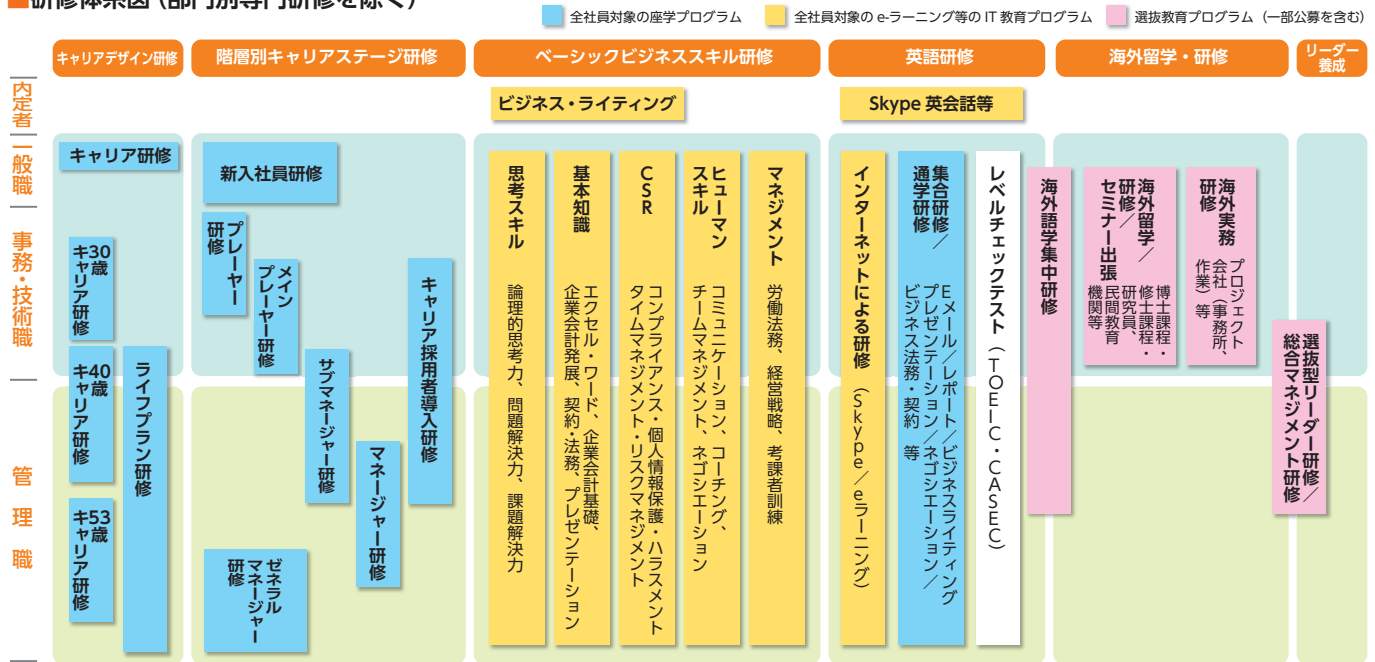 ■研修体系図（部門別専門研修を除く）
全社員対象の座学プログラム
全社員対象の e-ラーニング等の IT 教育プログラム
選抜教育プログラム（一部公募を含む）
キャリアデザイン研修
階層別キャリアステージ研修
ベーシックビジネススキル研修
英語研修
海外留学・研修
リーダー
養成
内定者
一般職
事務・技術職
管理職
ビジネス・ライティング
Skype 英会話等
キャリア研修
30歳
キャリア研修
40歳
キャリア研修
53歳
キャリア研修
ライフプラン研修
新入社員研修
プレーヤー
研修
メイン
プレーヤー研修
サブマネージャー研修
マネージャー研修
キャリア採用者導入研修
ゼネラル
マネージャー
研修
思考スキル
論理的思考力、問題解決力、課題解決力
基本知識
エクセル・ワード、企業会計基礎、
企業会計発展、契約・法務、プレゼンテーション
CSR
コンプライアンス・個人情報保護・ハラスメント
タイムマネジメント・リスクマネジメント
ヒューマン
スキル
コミュニケーション、コーチング、
チームマネジメント、ネゴシエーション
マネジメント
労働法務、経営戦略、考課者訓練
インターネットによる研修（Skype／eラーニング）
集合研修／
通学研修
Eメール／レポート／ビジネスライティング
プレゼンテーション／ネゴシエーション／
ビジネス法務・契約 等
レベルチェックテスト（TOEIC・CASEC）
海外語学集中研修
海外留学／
研修／
セミナー出張
博士課程・
修士課程・
研究員、
民間教育
機関等
海外実務
研修
プロジェクト
会社（事務所、
作業）等
選抜型リーダー研修／
総合マネジメント研修